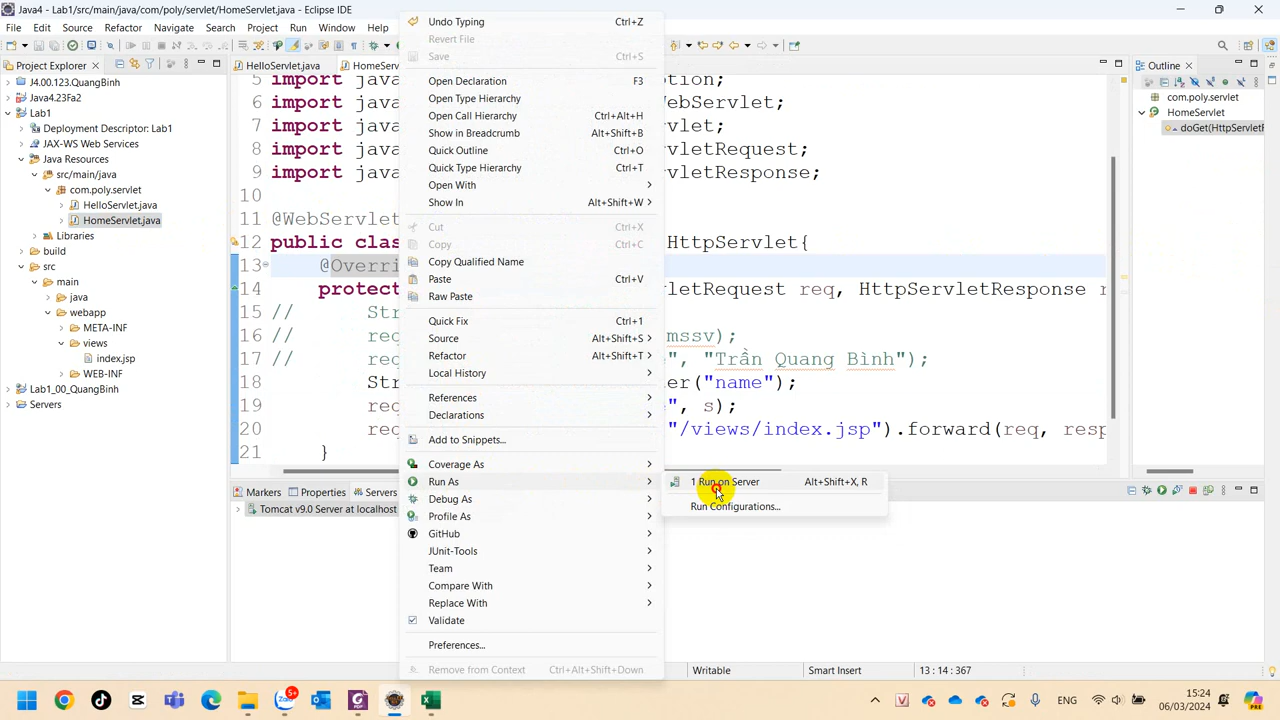 Java4 - Lab1/src/main/java/com/poly/servlet/HomeServlet.java - Eclipse IDE
File Edit Source Refactor Navigate Search Project Run Window
Project Explorer
J4.00.123.QuangBinh
Java4.23Fa2
Lab1
Deployment Descriptor: Lab1
JAX-WS Web Services
Java Resources
src/main/java
com.poly.servlet
HelloServlet.java
HomeServlet.java
Libraries
build
src
main
java
webapp
META-INF
views
index.jsp
WEB-INF
Lab1_00_QuangBinh
Servers
HelloServlet.java
5 import java ption;
6 import java WebServlet;
7 import java vlet;
8 import java vletRequest;
9 import java vletResponse;
10
11 @WebServlet
12 public clas HttpServlet{
13 @Overri
14 protect vletRequest req, HttpServletResponse r
15 // Str
16 // req mssv);
17 // req e", "Trần Quang Bình");
18 Str er("name");
19 req e", s);
20 req "/views/index.jsp").forward(req, resp
21 }
Undo Typing Ctrl+Z
Revert File
Save Ctrl+S
Open Declaration F3
Open Type Hierarchy
Open Call Hierarchy Ctrl+Alt+H
Show in Breadcrumb Alt+Shift+B
Quick Outline Ctrl+O
Quick Type Hierarchy Ctrl+T
Open With
Show In Alt+Shift+W
Cut Ctrl+X
Copy Ctrl+C
Copy Qualified Name
Paste Ctrl+V
Raw Paste
Quick Fix Ctrl+1
Source Alt+Shift+S
Refactor Alt+Shift+T
Local History
References
Declarations
Add to Snippets...
Coverage As
Run As
Debug As
Profile As
GitHub
JUnit-Tools
Team
Compare With
Replace With
Validate
Preferences...
Remove from Context Ctrl+Alt+Shift+Down
1 Run on Server Alt+Shift+X, R
Run Configurations...
Outline
com.poly.servlet
HomeServlet
doGet(HttpServletR
Markers Properties Servers
Tomcat v9.0 Server at localhost
Writable Smart Insert 13 : 14 : 367
5+
ENG
15:24
06/03/2024
PRE